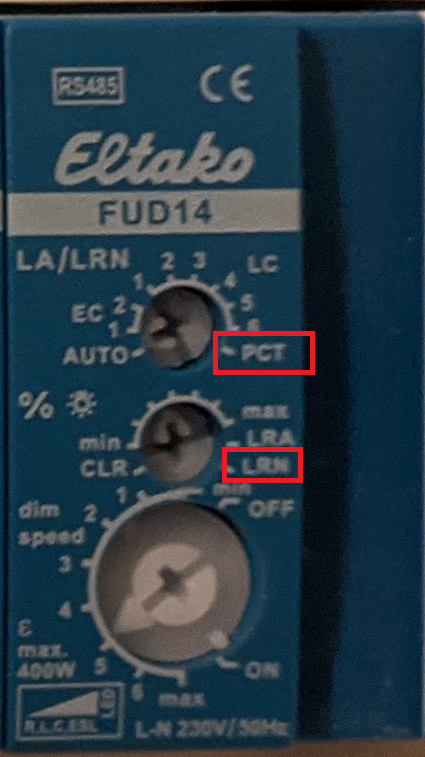 RS485 CE
Eltako
FUD14
LA/LRN 1 2 3 4 LC
EC 2 5
1 6
AUTO PCT
% max
min LRA
CLR LRN
dim 1 min
speed 2 OFF
3
4
ε
max. 5
400W ON
6 max
R.L.C.ESL LED
L-N 230V/50Hz